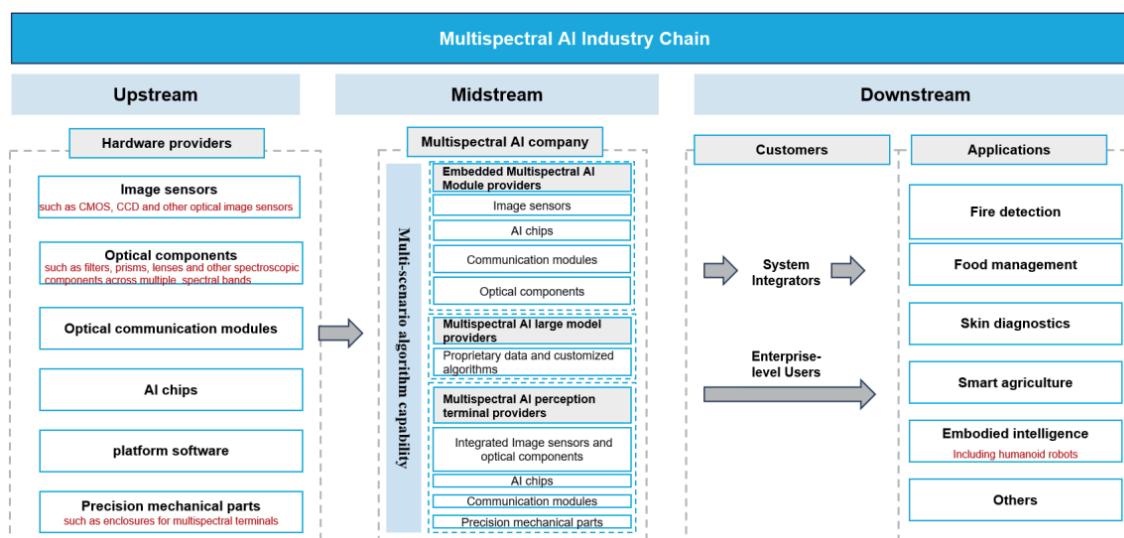 Multispectral AI Industry Chain
Upstream
Midstream
Downstream
Hardware providers
Image sensors
such as CMOS, CCD and other optical image sensors
Optical components
such as filters, prisms, lenses and other spectroscopic
components across multiple spectral bands
Optical communication modules
AI chips
platform software
Precision mechanical parts
such as enclosures for multispectral terminals
Multispectral AI company
Multi-scenario algorithm capability
Embedded Multispectral AI
Module providers
Image sensors
AI chips
Communication modules
Optical components
Multispectral AI large model
providers
Proprietary data and customized
algorithms
Multispectral AI perception
terminal providers
Integrated Image sensors and
optical components
AI chips
Communication modules
Precision mechanical parts
Customers
System
Integrators
Enterprise-
level Users
Applications
Fire detection
Food management
Skin diagnostics
Smart agriculture
Embodied intelligence
Including humanoid robots
Others